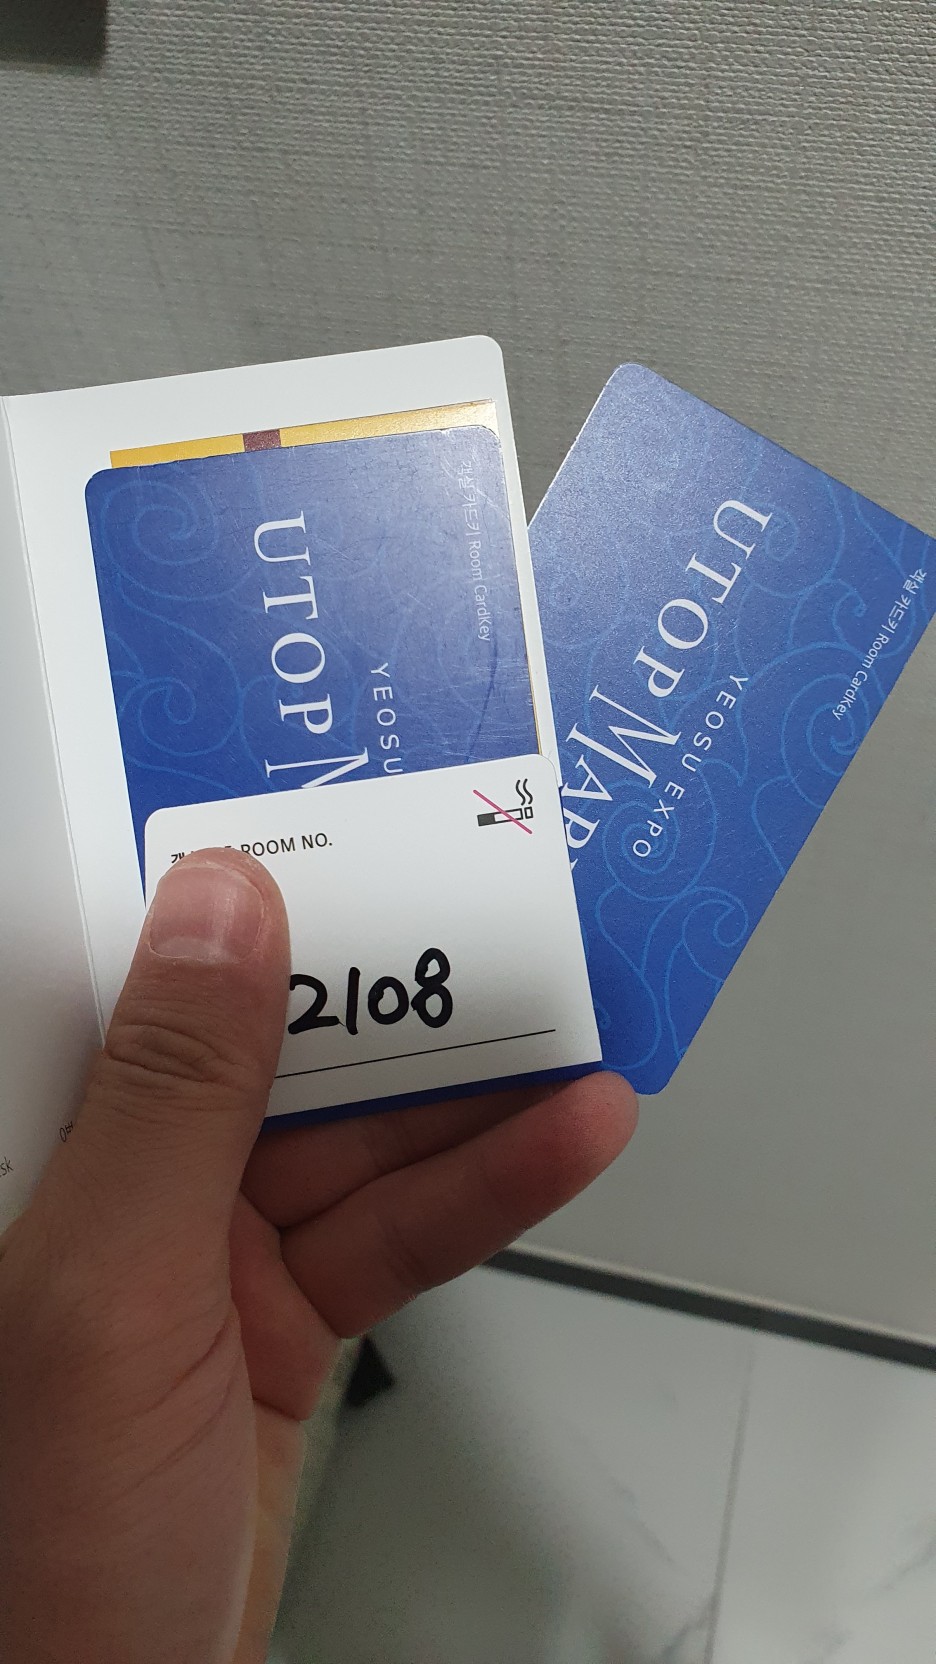 객실카드키 Room CardKey
UTOP M
YEOSU
ROOM NO.
2108
객실카드키 Room CardKey
UTOP MAR
YEOSU EXPO